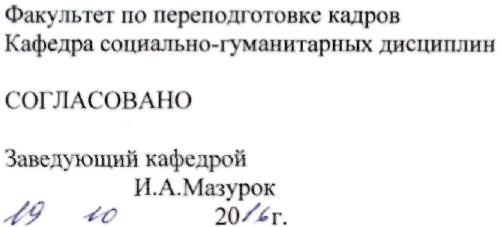 Факультет по переподготовке кадров
Кафедра социально-гуманитарных дисциплин
СОГЛАСОВАНО
Заведующий кафедрой
И.А.Мазурок
19 10 2016г.